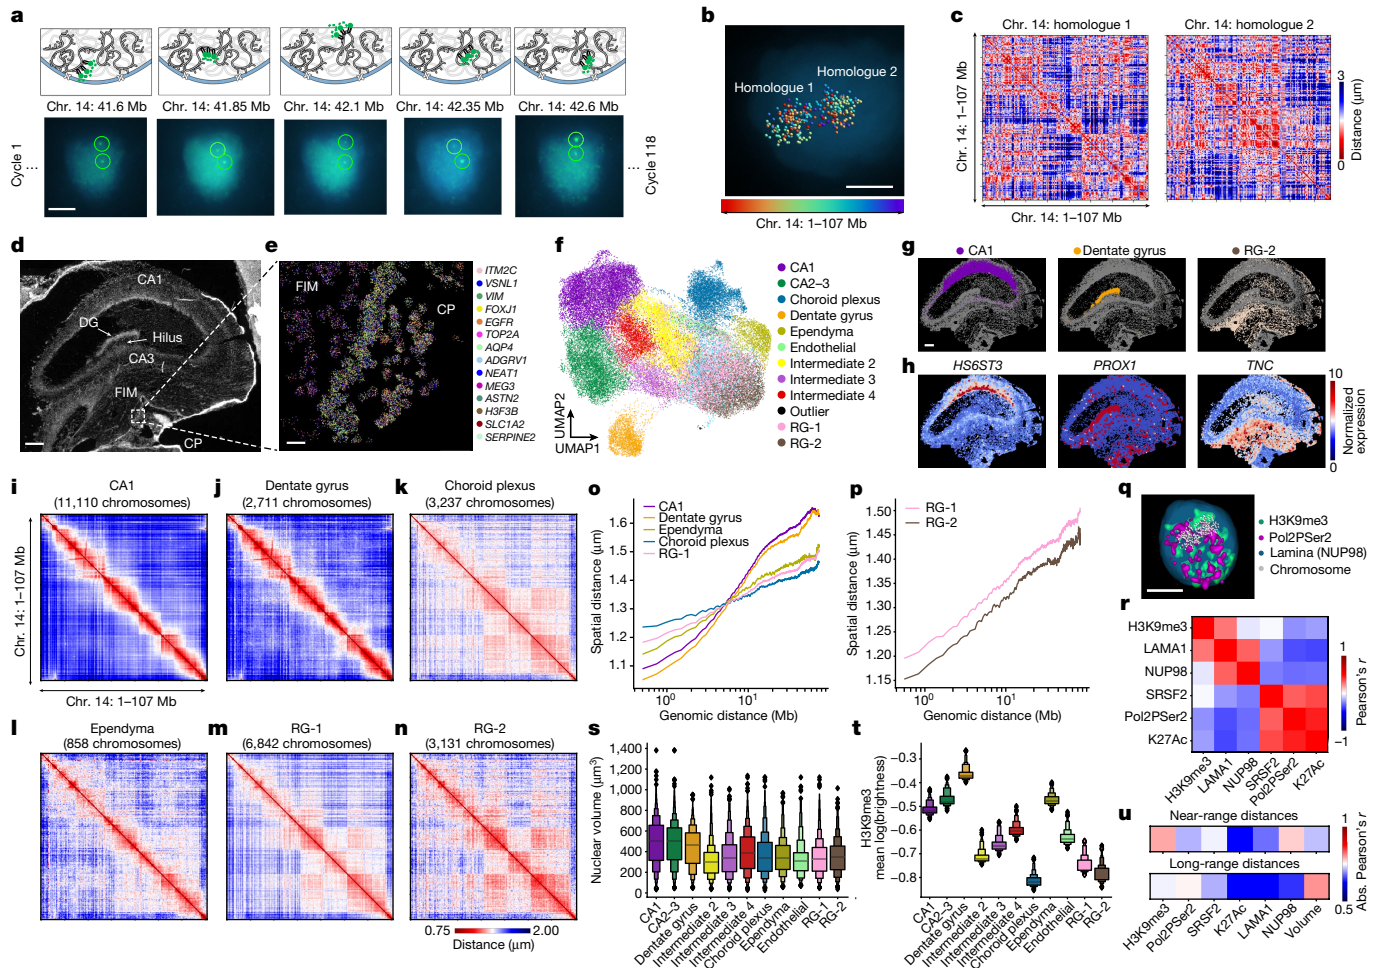 a
Chr. 14: 41.6 Mb
Chr. 14: 41.85 Mb
Chr. 14: 42.1 Mb
Chr. 14: 42.35 Mb
Chr. 14: 42.6 Mb
Cycle 1
...
...
Cycle 118
b
Homologue 2
Homologue 1
Chr. 14: 1–107 Mb
c
Chr. 14: homologue 1
Chr. 14: homologue 2
Chr. 14: 1–107 Mb
Chr. 14: 1–107 Mb
3
0
Distance (μm)
d
CA1
DG
Hilus
CA3
FIM
CP
e
FIM
CP
ITM2C
VSNL1
VIM
FOXJ1
EGFR
TOP2A
AQP4
ADGRV1
NEAT1
MEG3
ASTN2
H3F3B
SLC1A2
SERPINE2
f
UMAP2
UMAP1
CA1
CA2–3
Choroid plexus
Dentate gyrus
Ependyma
Endothelial
Intermediate 2
Intermediate 3
Intermediate 4
Outlier
RG-1
RG-2
g
CA1
Dentate gyrus
RG-2
h
HS6ST3
PROX1
TNC
10
0
Normalized
expression
i
CA1
(11,110 chromosomes)
Chr. 14: 1–107 Mb
Chr. 14: 1–107 Mb
j
Dentate gyrus
(2,711 chromosomes)
k
Choroid plexus
(3,237 chromosomes)
l
Ependyma
(858 chromosomes)
m
RG-1
(6,842 chromosomes)
n
RG-2
(3,131 chromosomes)
0.75
2.00
Distance (μm)
o
CA1
Dentate gyrus
Ependyma
Choroid plexus
RG-1
Spatial distance (μm)
1.6
1.5
1.4
1.3
1.2
1.1
10⁰
10¹
Genomic distance (Mb)
p
RG-1
RG-2
Spatial distance (μm)
1.50
1.45
1.40
1.35
1.30
1.25
1.20
1.15
10⁰
10¹
Genomic distance (Mb)
q
H3K9me3
Pol2PSer2
Lamina (NUP98)
Chromosome
r
H3K9me3
LAMA1
NUP98
SRSF2
Pol2PSer2
K27Ac
H3K9me3
LAMA1
NUP98
SRSF2
Pol2PSer2
K27Ac
1
−1
Pearson's r
s
Nuclear volume (μm³)
1,400
1,200
1,000
800
600
400
200
0
CA1
CA2–3
Dentate gyrus
Intermediate 2
Intermediate 3
Intermediate 4
Choroid plexus
Ependyma
Endothelial
RG-1
RG-2
t
H3K9me3
mean log(brightness)
−0.3
−0.4
−0.5
−0.6
−0.7
−0.8
CA1
CA2–3
Dentate gyrus
Intermediate 2
Intermediate 3
Intermediate 4
Choroid plexus
Ependyma
Endothelial
RG-1
RG-2
u
Near-range distances
Long-range distances
H3K9me3
Pol2PSer2
SRSF2
K27Ac
LAMA1
NUP98
Volume
1
0.5
Abs. Pearson's r